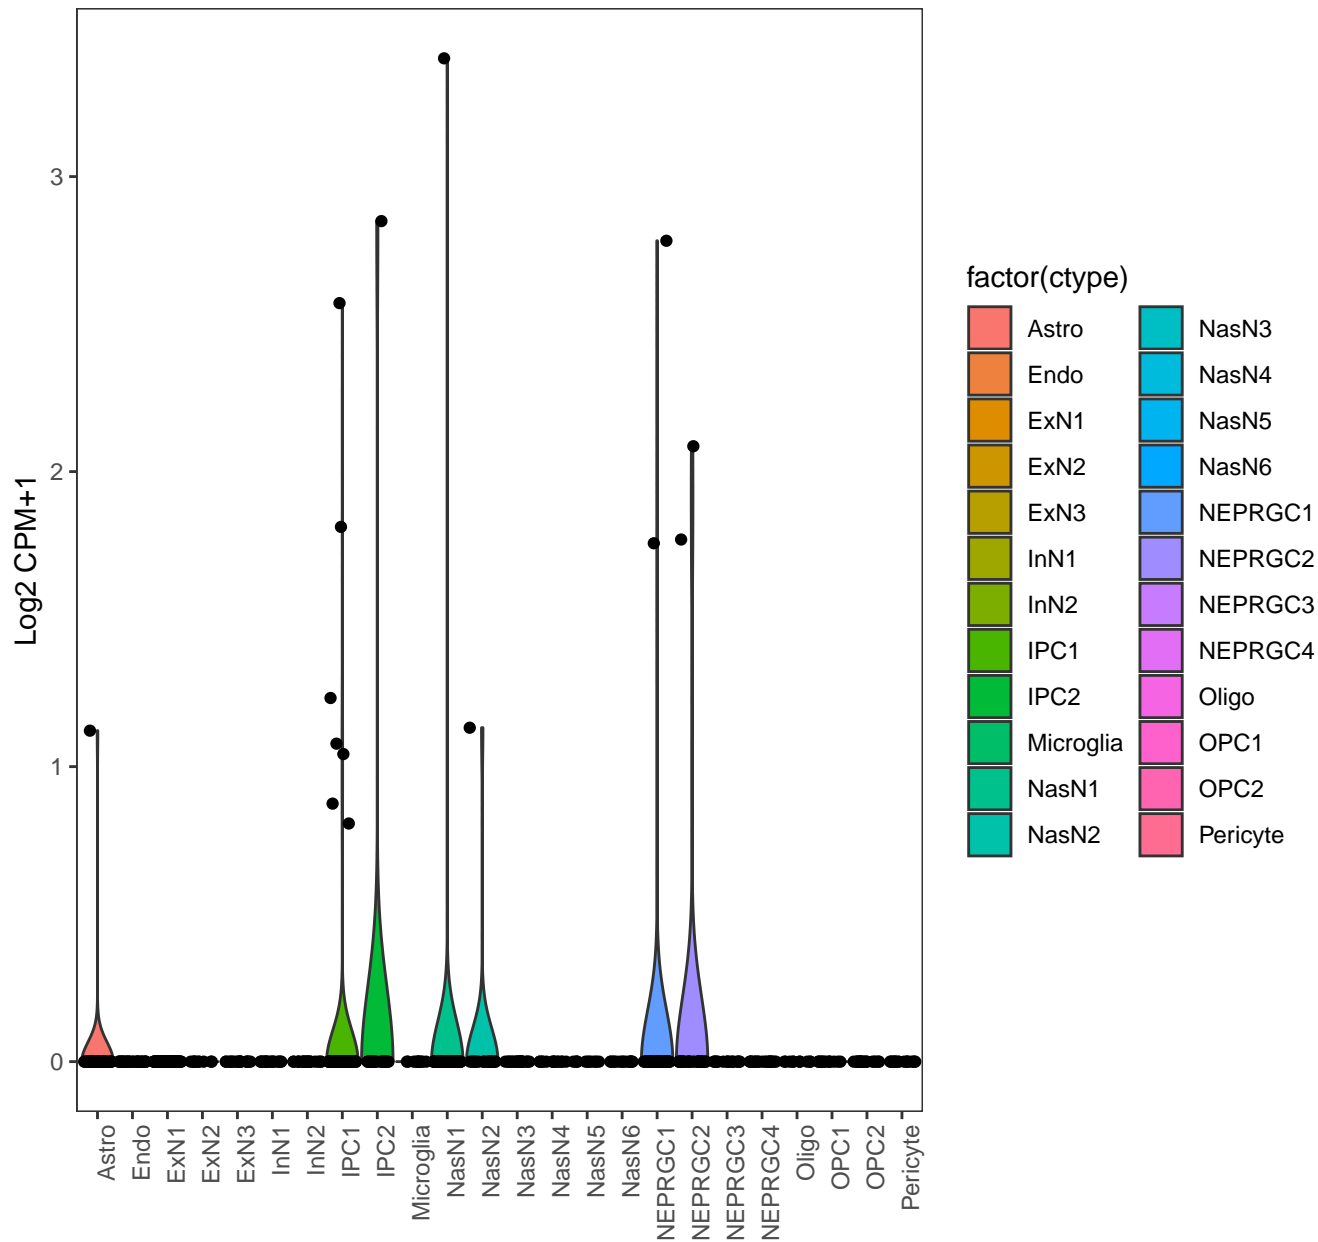 Log2 CPM+1
3
2
1
0
Astro
Endo
ExN1
ExN2
ExN3
InN1
InN2
IPC1
IPC2
Microglia
NasN1
NasN2
NasN3
NasN4
NasN5
NasN6
NEPRGC1
NEPRGC2
NEPRGC3
NEPRGC4
Oligo
OPC1
OPC2
Pericyte
factor(ctype)
Astro
Endo
ExN1
ExN2
ExN3
InN1
InN2
IPC1
IPC2
Microglia
NasN1
NasN2
NasN3
NasN4
NasN5
NasN6
NEPRGC1
NEPRGC2
NEPRGC3
NEPRGC4
Oligo
OPC1
OPC2
Pericyte